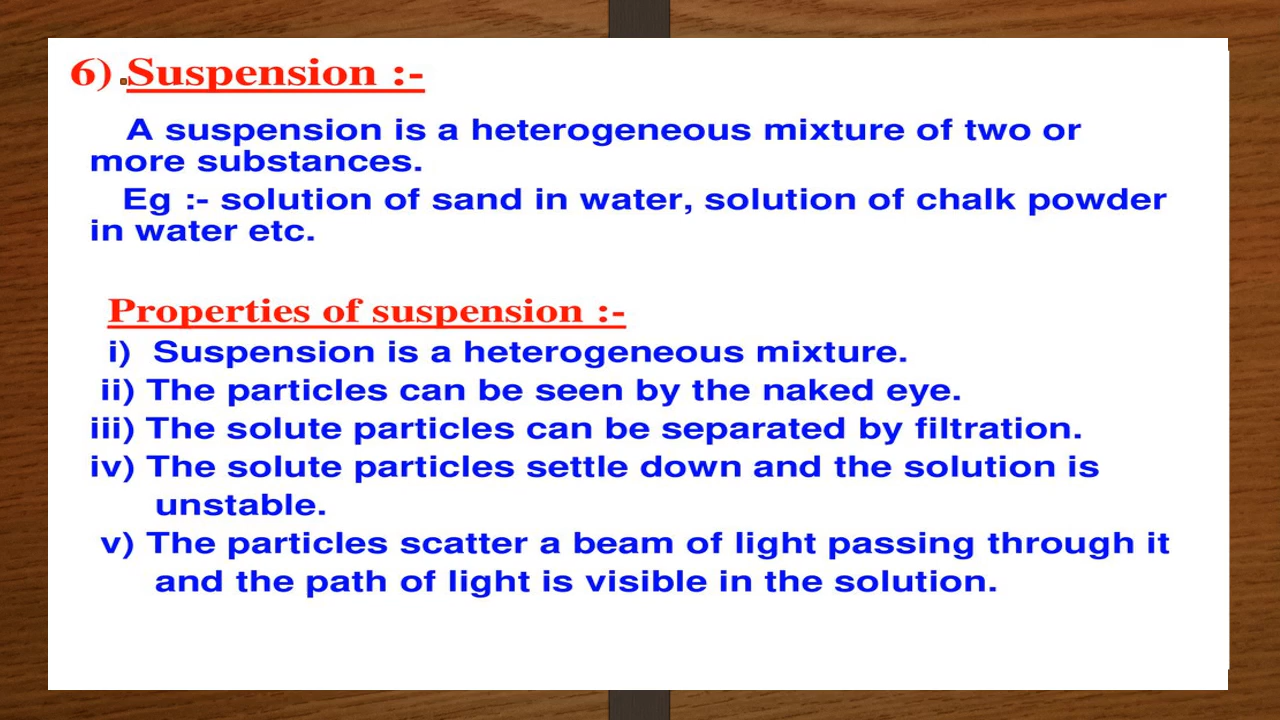 6) Suspension :-
A suspension is a heterogeneous mixture of two or
more substances.
Eg :- solution of sand in water, solution of chalk powder
in water etc.
Properties of suspension :-
i) Suspension is a heterogeneous mixture.
ii) The particles can be seen by the naked eye.
iii) The solute particles can be separated by filtration.
iv) The solute particles settle down and the solution is
unstable.
v) The particles scatter a beam of light passing through it
and the path of light is visible in the solution.